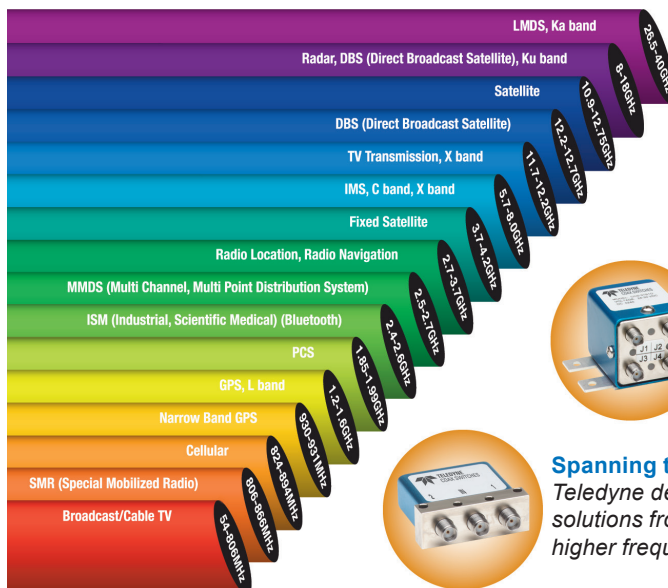 LMDS, Ka band
26.5-40GHz
Radar, DBS (Direct Broadcast Satellite), Ku band
8-18GHz
Satellite
10.9-12.75GHz
DBS (Direct Broadcast Satellite)
12.2-12.7GHz
TV Transmission, X band
11.7-12.2GHz
IMS, C band, X band
5.7-8.0GHz
Fixed Satellite
3.7-4.2GHz
Radio Location, Radio Navigation
2.7-3.1GHz
MMDS (Multi Channel, Multi Point Distribution System)
2.5-2.7GHz
ISM (Industrial, Scientific Medical) (Bluetooth)
2.4-2.6GHz
PCS
1.85-1.99GHz
GPS, L band
1.2-1.6GHz
Narrow Band GPS
930-931MHz
Cellular
824-894MHz
SMR (Special Mobilized Radio)
806-866MHz
Broadcast/Cable TV
54-806MHz
TELEDYNE
COAX SWITCHES
J1 J2
J3 J4
TELEDYNE
COAX SWITCHES
2 IN 1
Spanning t
Teledyne de
solutions fro
higher frequ